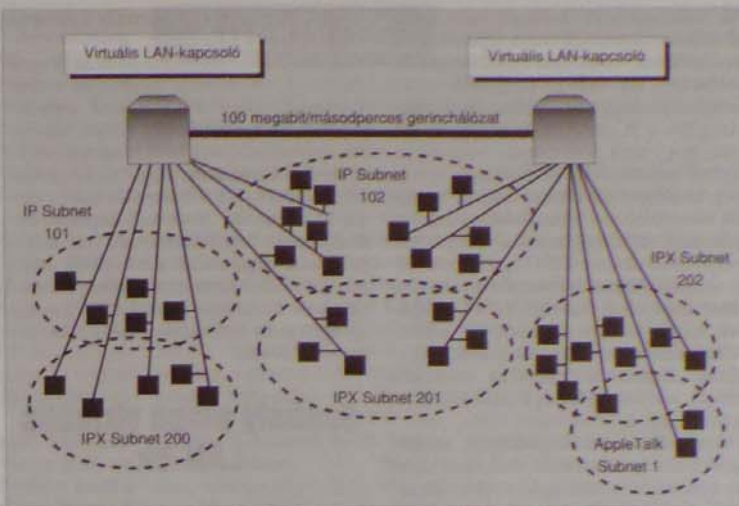 Virtuális LAN-kapcsoló
Virtuális LAN-kapcsoló
100 megabit/másodperces gerinchálózat
IP Subnet
101
IP Subnet
102
IPX Subnet
202
IPX Subnet 200
IPX Subnet 201
AppleTalk
Subnet 1